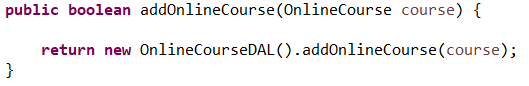 public boolean addOnlineCourse(OnlineCourse course) {
return new OnlineCourseDAL().addOnlineCourse(course);
}